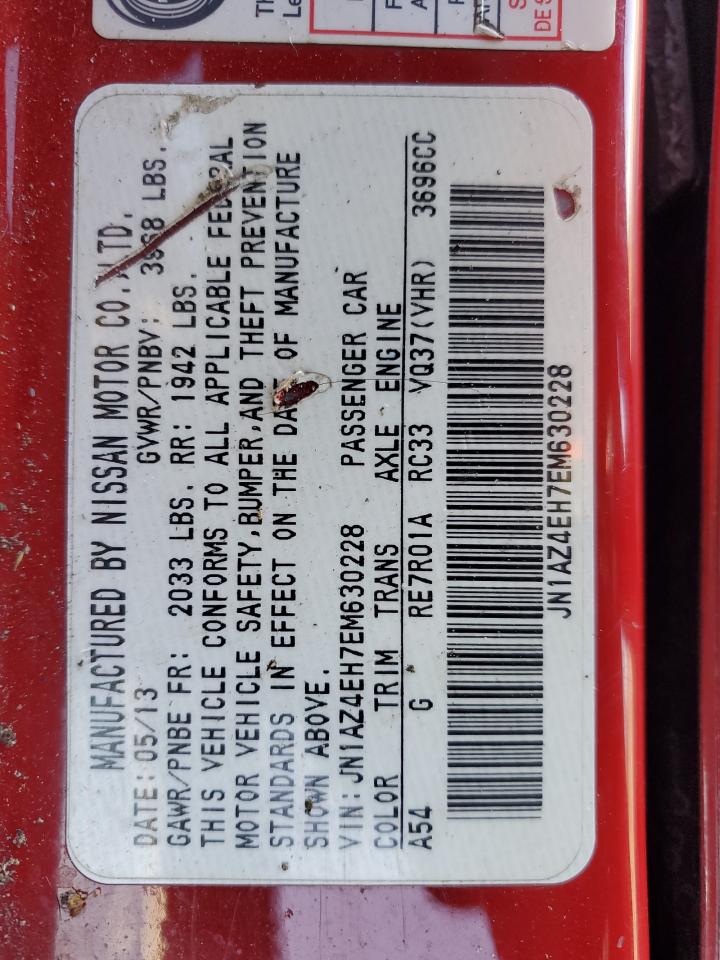 MANUFACTURED BY NISSAN MOTOR CO.,LTD.
DATE: 05/13 GVWR/PNBV: LBS.
GAWR/PNBE FR: 2033 LBS. RR: 1942 LBS.
THIS VEHICLE CONFORMS TO ALL APPLICABLE FEDERAL
MOTOR VEHICLE SAFETY,BUMPER,AND THEFT PREVENTION
STANDARDS IN EFFECT ON THE DATE OF MANUFACTURE
SHOWN ABOVE.
VIN: JN1AZ4EH7EM630228 PASSENGER CAR
COLOR TRIM TRANS AXLE ENGINE
A54 G RE7R01A RC33 VQ37(VHR) 3696CC
JN1AZ4EH7EM630228